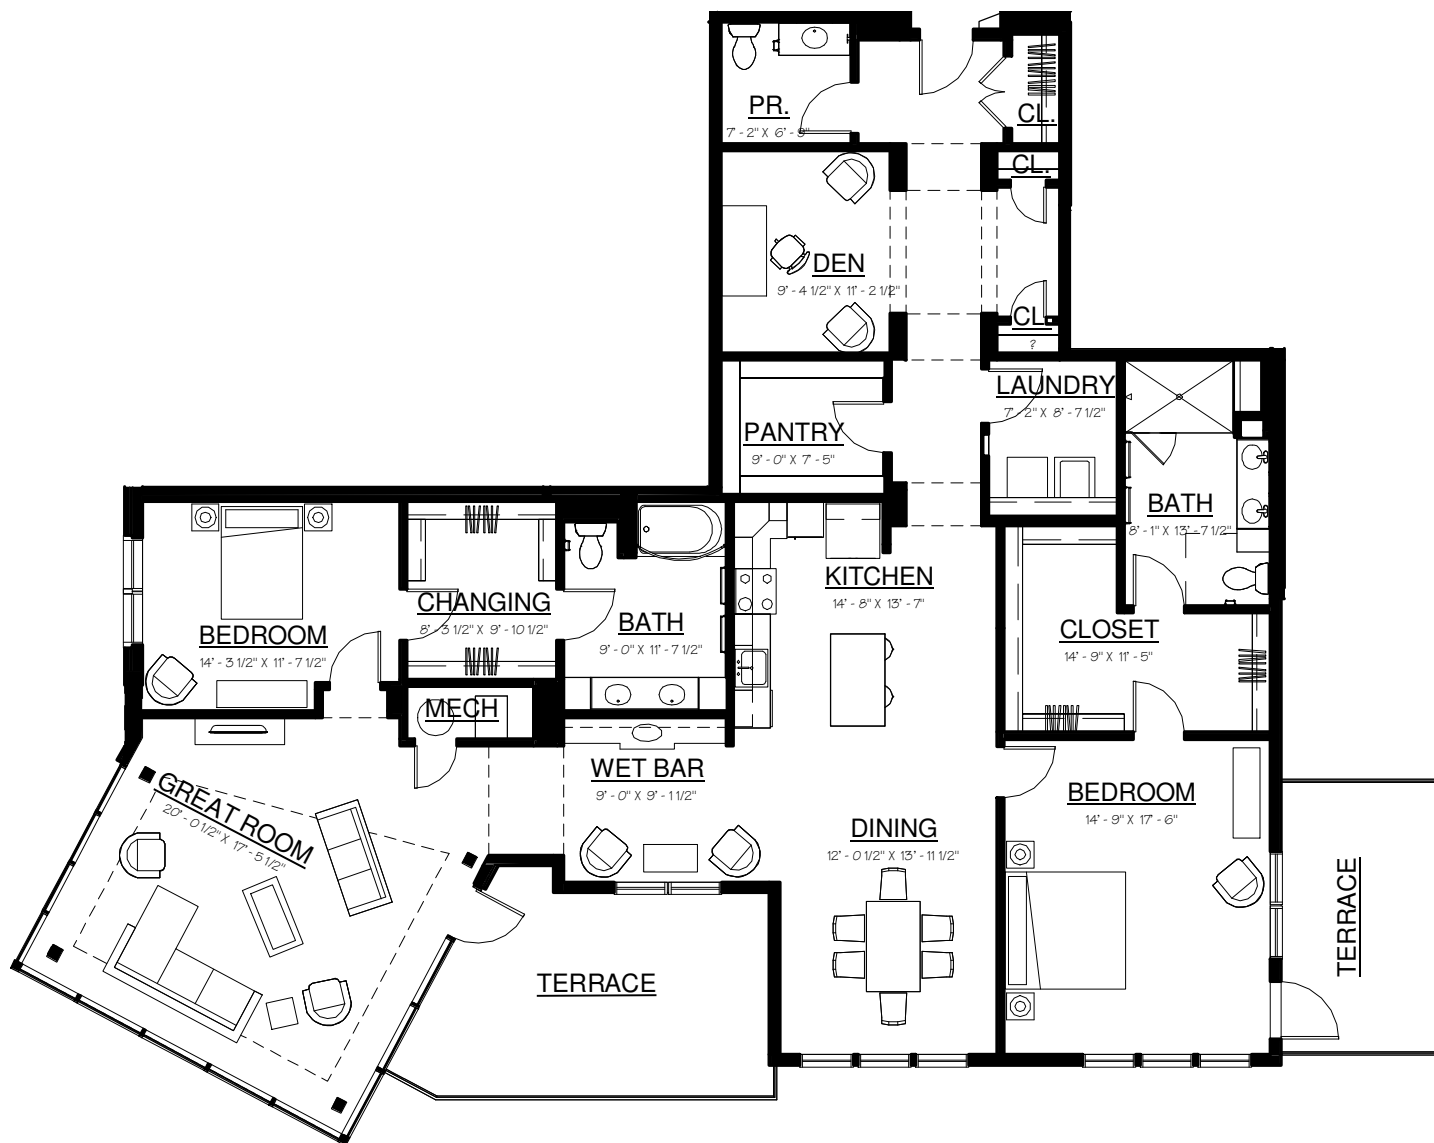 PR.
7' - 2" X 6' - 9"
CL.
CL.
DEN
9' - 4 1/2" X 11' - 2 1/2"
CL.
?
LAUNDRY
7' - 2" X 8' - 7 1/2"
PANTRY
9' - 0" X 7' - 5"
BATH
8' - 1" X 13' - 7 1/2"
KITCHEN
14' - 8" X 13' - 7"
CHANGING
8' - 3 1/2" X 9' - 10 1/2"
BEDROOM
14' - 3 1/2" X 11' - 7 1/2"
BATH
9' - 0" X 11' - 7 1/2"
CLOSET
14' - 9" X 11' - 5"
MECH
WET BAR
9' - 0" X 9' - 1 1/2"
GREAT ROOM
20' - 0 1/2" X 17' - 5 1/2"
BEDROOM
14' - 9" X 17' - 6"
DINING
12' - 0 1/2" X 13' - 11 1/2"
TERRACE
TERRACE